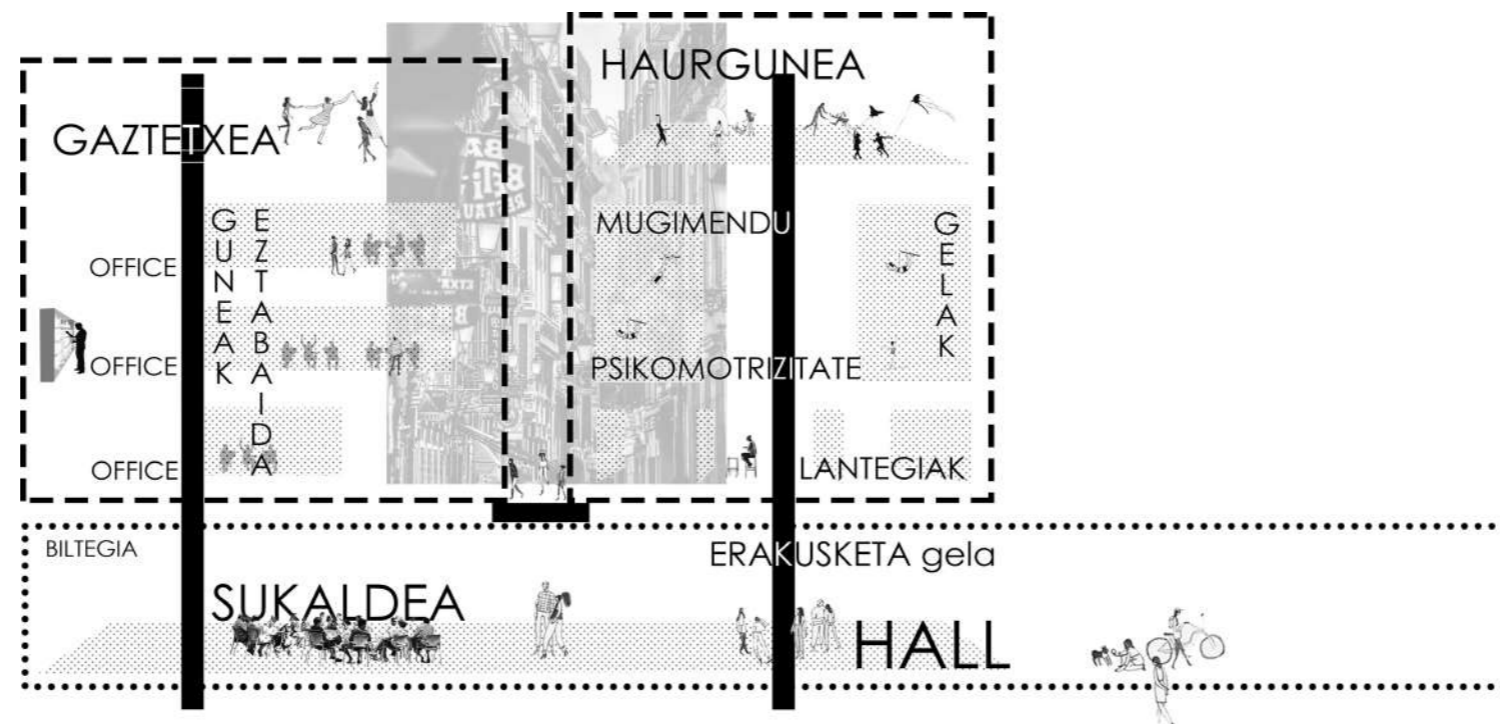 HAURGUNEA
GAZTETXEA
GUNEAK
EZTABAIDA
OFFICE
OFFICE
OFFICE
MUGIMENDU
GELAK
PSIKOMOTRIZITATE
LANTEGIAK
BILTEGIA
ERAKUSKETA gela
SUKALDEA
HALL